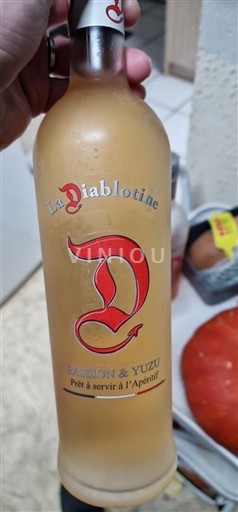 La Diablotine
VINIOU
D
PASSION & YUZU
Prêt à servir à l'Apéritif